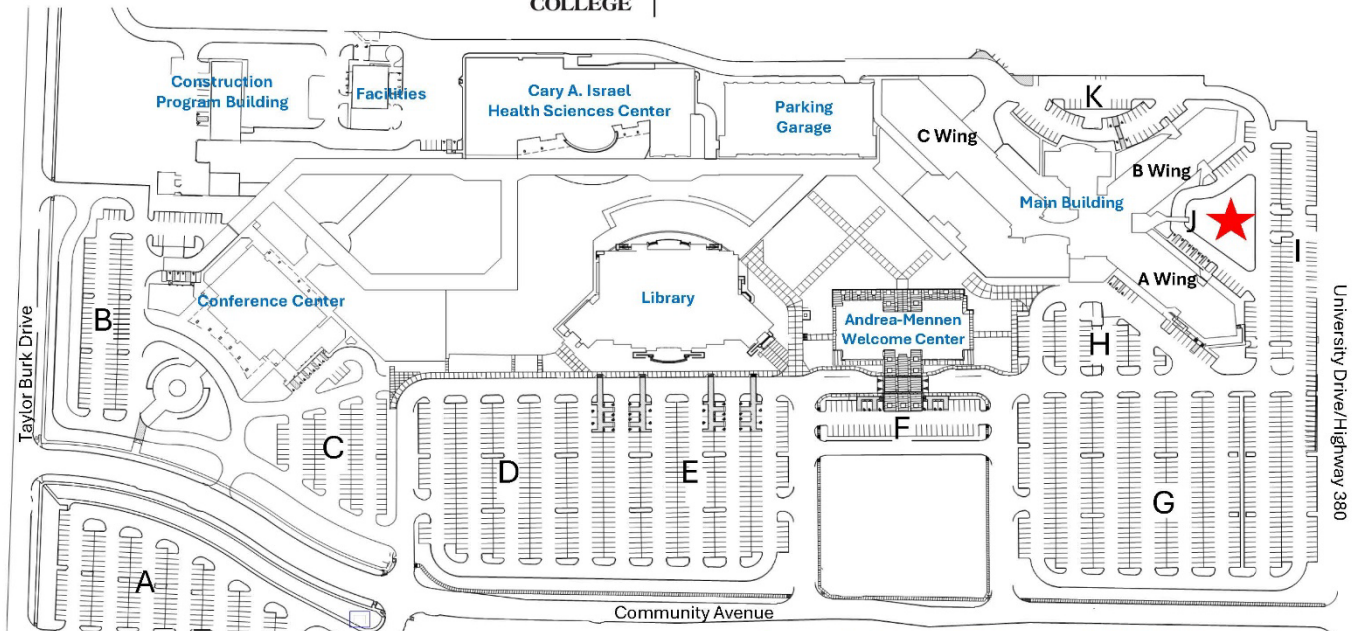 COLLEGE
Construction
Program Building
Facilities
Cary A. Israel
Health Sciences Center
Parking
Garage
K
C Wing
B Wing
Main Building
J
I
A Wing
Conference Center
Library
B
Andrea-Mennen
Welcome Center
H
Taylor Burk Drive
University Drive/Highway 380
C
F
D
E
G
A
Community Avenue